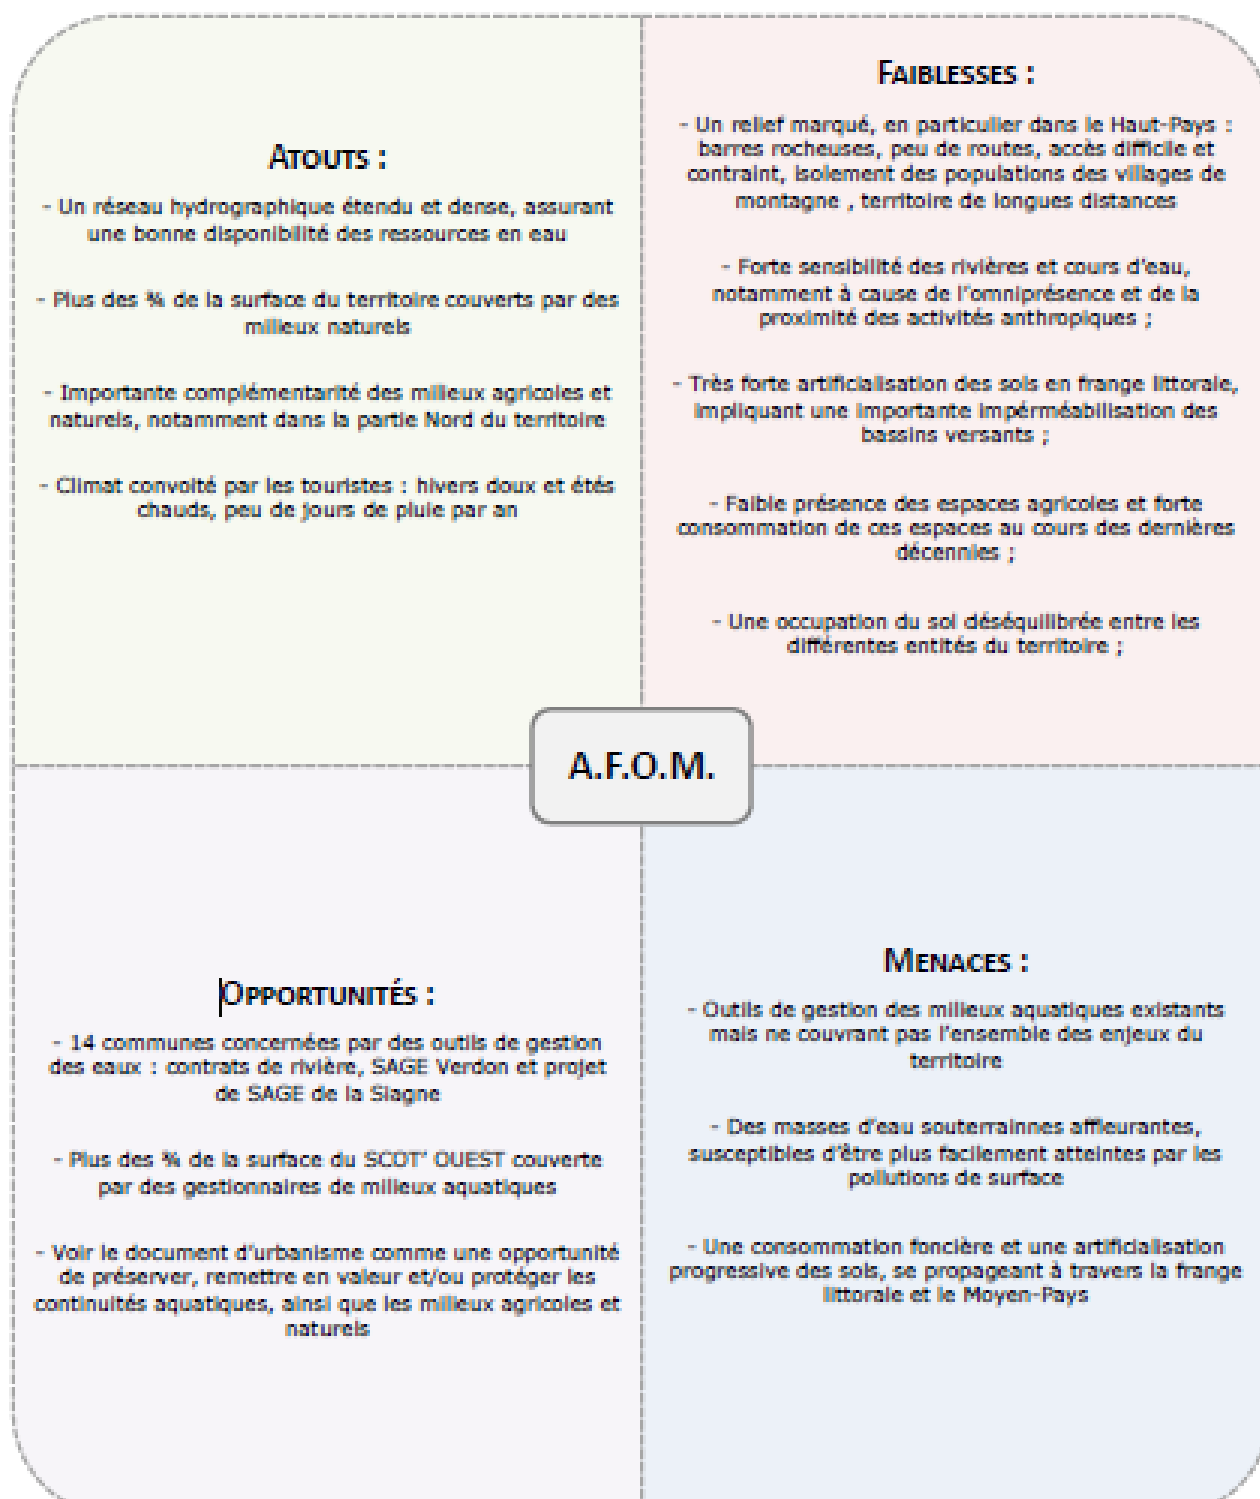 ATOUTS :
- Un réseau hydrographique étendu et dense, assurant
une bonne disponibilité des ressources en eau
- Plus des ¾ de la surface du territoire couverts par des
milieux naturels
- Importante complémentarité des milieux agricoles et
naturels, notamment dans la partie Nord du territoire
- Climat convoité par les touristes : hivers doux et étés
chauds, peu de jours de pluie par an
FAIBLESSES :
- Un relief marqué, en particulier dans le Haut-Pays :
barres rocheuses, peu de routes, accès difficile et
contraint, isolement des populations des villages de
montagne , territoire de longues distances
- Forte sensibilité des rivières et cours d'eau,
notamment à cause de l'omniprésence et de la
proximité des activités anthropiques ;
- Très forte artificialisation des sols en frange littorale,
impliquant une importante impérméabilisation des
bassins versants ;
- Faible présence des espaces agricoles et forte
consommation de ces espaces au cours des dernières
décennies ;
- Une occupation du sol déséquilibrée entre les
différentes entités du territoire ;
A.F.O.M.
OPPORTUNITÉS :
- 14 communes concernées par des outils de gestion
des eaux : contrats de rivière, SAGE Verdon et projet
de SAGE de la Siagne
- Plus des ¾ de la surface du SCOT' OUEST couverte
par des gestionnaires de milieux aquatiques
- Voir le document d'urbanisme comme une opportunité
de préserver, remettre en valeur et/ou protéger les
continuités aquatiques, ainsi que les milieux agricoles et
naturels
MENACES :
- Outils de gestion des milieux aquatiques existants
mais ne couvrant pas l'ensemble des enjeux du
territoire
- Des masses d'eau souterrainnes affleurantes,
susceptibles d'être plus facilement atteintes par les
pollutions de surface
- Une consommation foncière et une artificialisation
progressive des sols, se propageant à travers la frange
littorale et le Moyen-Pays